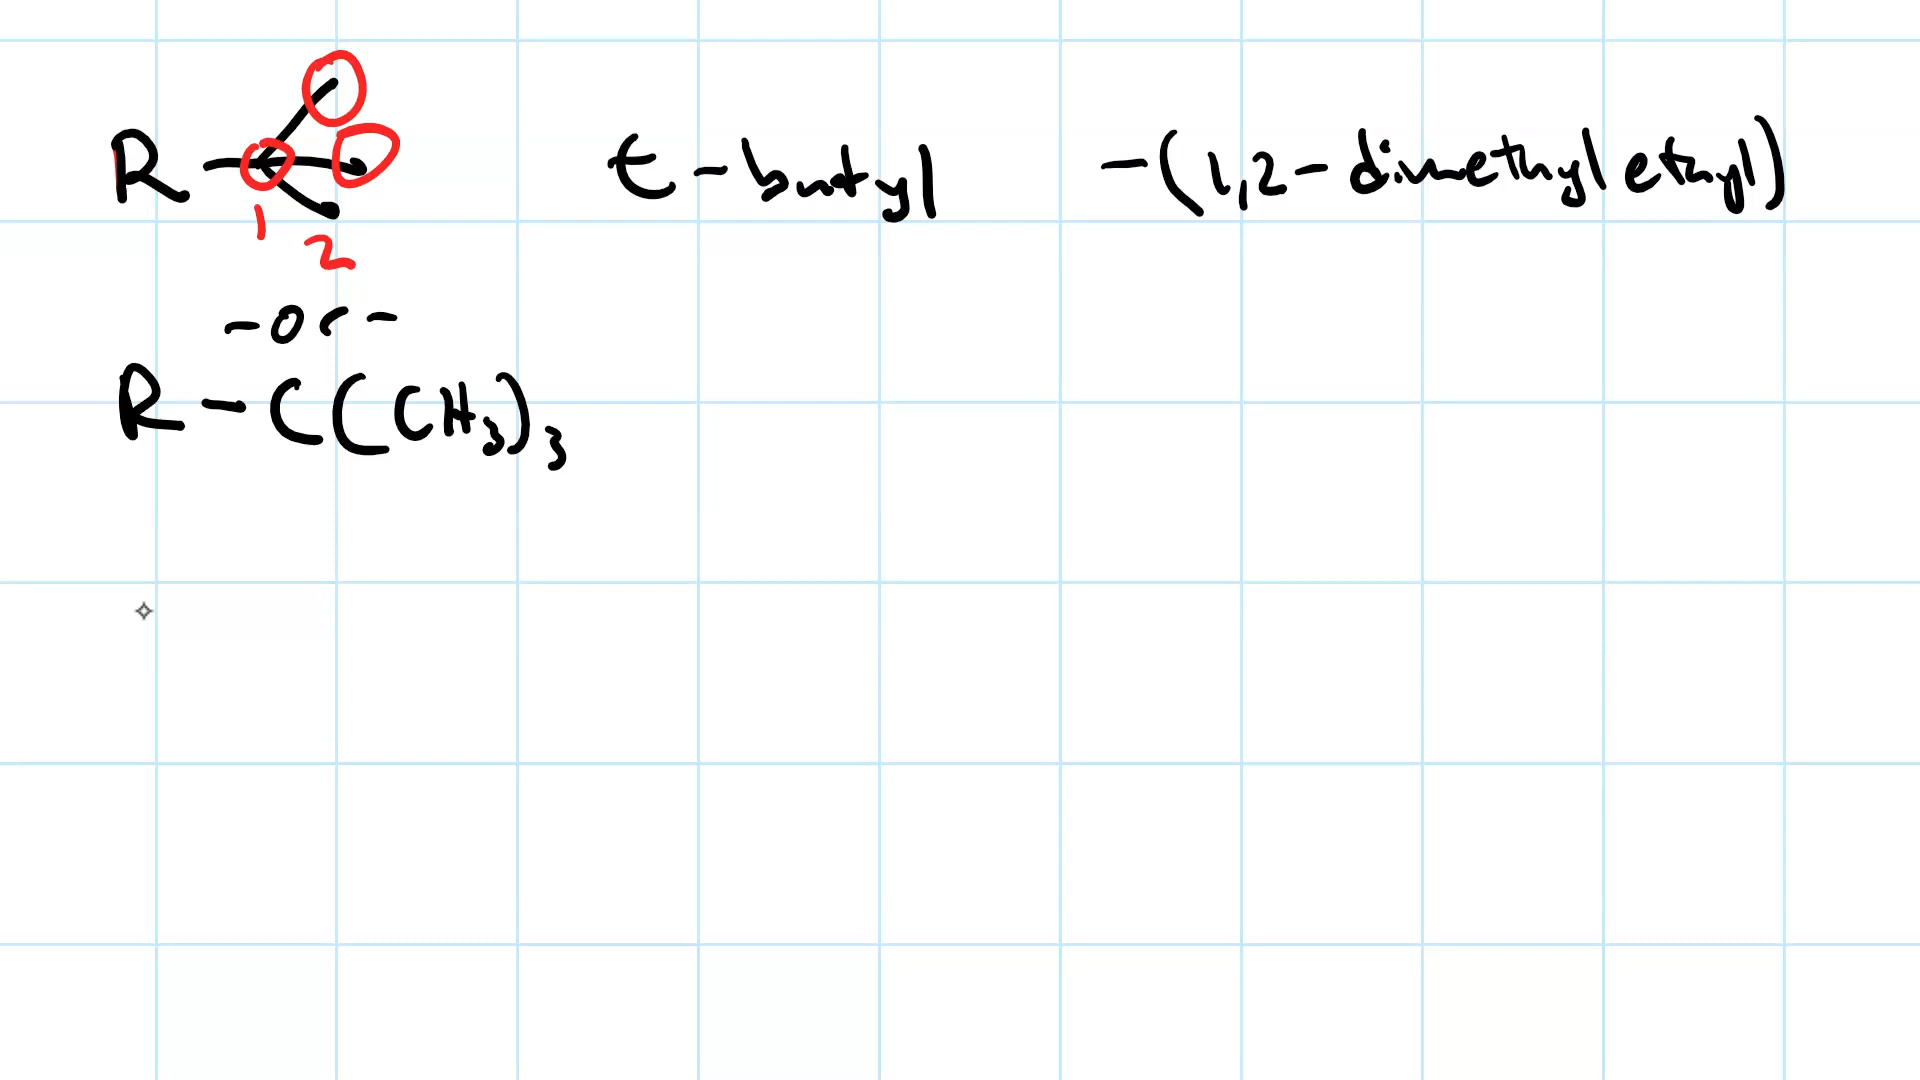 R - t-butyl -(1,2-dimethylethyl)
1 2
-or-
R-C(CH₃)₃